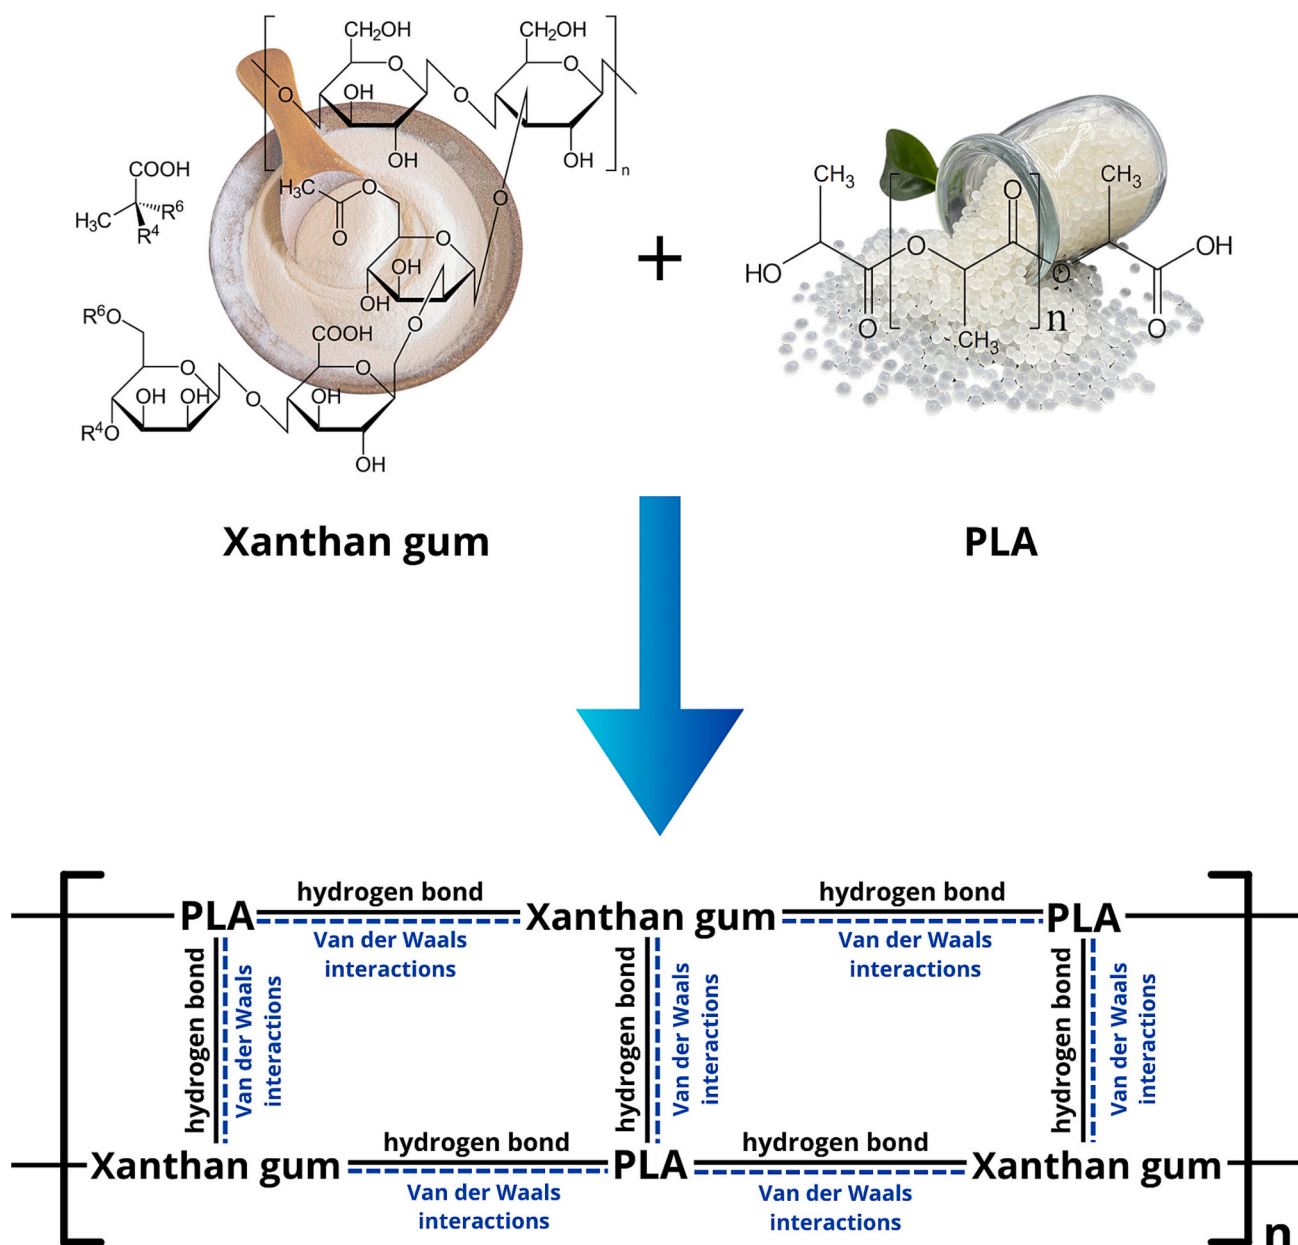 CH₂OH
CH₂OH
O
O
O
OH
O
OH
OH
n
COOH
H₃C
R⁶
R⁴
H₃C
O
O
O
O
OH
OH
O
R⁶O
COOH
O
O
OH
OH
O
OH
R⁴O
OH
CH₃
O
CH₃
HO
O
O
OH
O
CH₃
n
O
+
Xanthan gum
PLA
hydrogen bond
hydrogen bond
PLA
Xanthan gum
PLA
Van der Waals
interactions
Van der Waals
interactions
hydrogen bond
Van der Waals
interactions
hydrogen bond
Van der Waals
interactions
hydrogen bond
Van der Waals
interactions
hydrogen bond
hydrogen bond
Xanthan gum
PLA
Xanthan gum
Van der Waals
interactions
Van der Waals
interactions
n